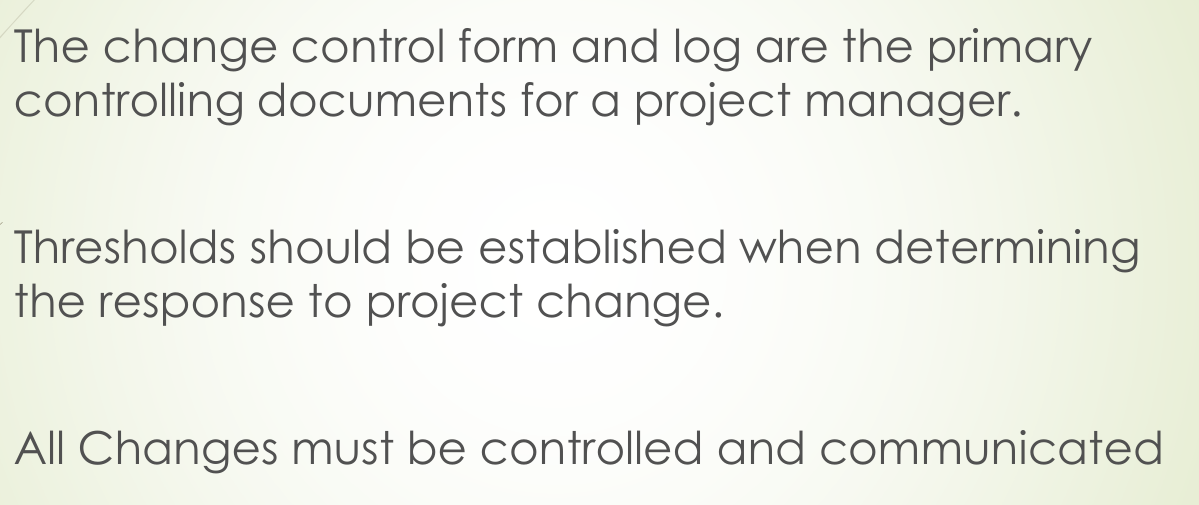 The change control form and log are the primary
controlling documents for a project manager.
Thresholds should be established when determining
the response to project change.
All Changes must be controlled and communicated